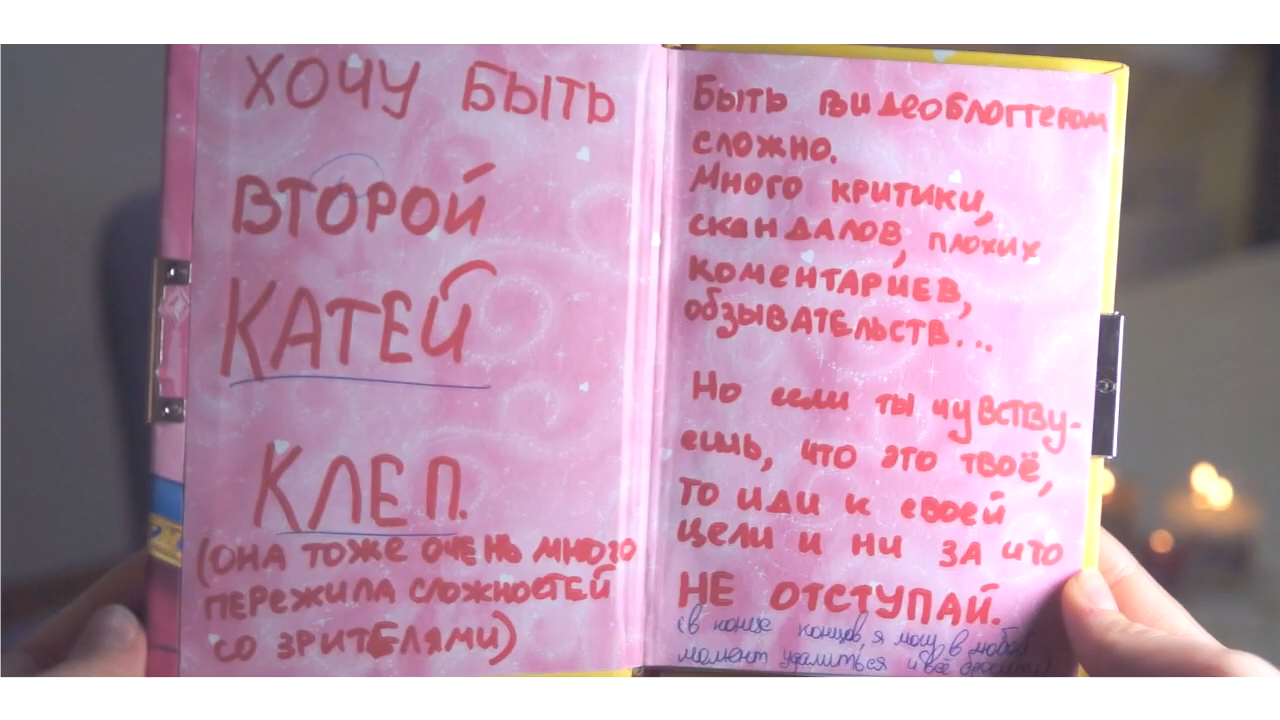 ХОЧУ БЫТЬ
ВТОРОЙ
КАТЕЙ
КЛЕП.
(ОНА ТОЖЕ ОЧЕНЬ МНОГО
ПЕРЕЖИЛА СЛОЖНОСТЕЙ
СО ЗРИТЕЛЯМИ)
Быть видеоблоггером
сложно.
Много критики,
скандалов, плохих
коментариев,
обзывательств...
Но если ты чувству-
ешь, что это твоё,
то иди к своей
цели и ни за что
НЕ ОТСТУПАЙ.
(в конце концов, я могу в любой
момент удалиться и всё бросить)